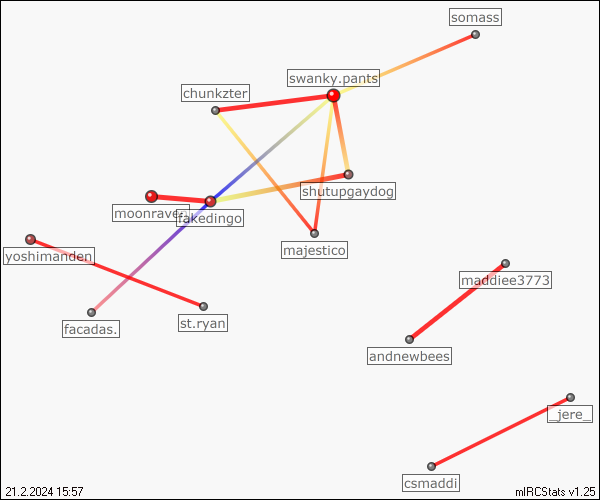 somass
swanky.pants
chunkzter
shutupgaydog
moonraven
fakedingo
majestico
yoshimanden
maddiee3773
facadas.
st.ryan
andnewbees
_jere_
csmaddi
21.2.2024 15:57
mIRCStats v1.25